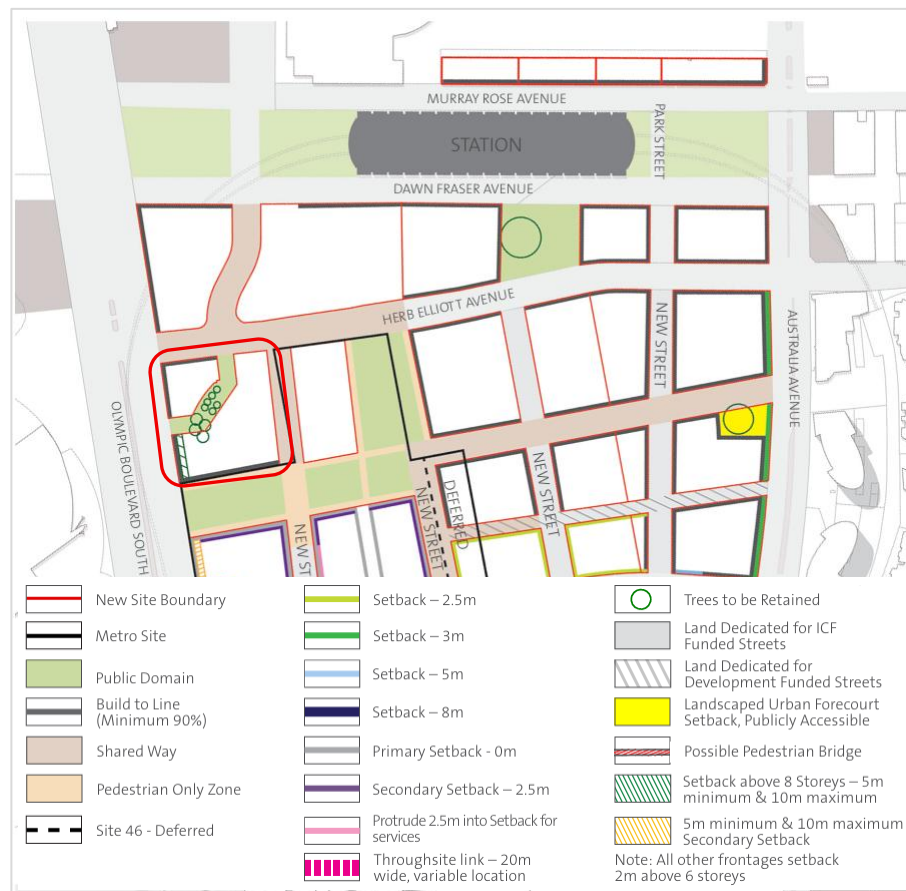 MURRAY ROSE AVENUE
PARK STREET
STATION
DAWN FRASER AVENUE
HERB ELLIOTT AVENUE
NEW STREET
AUSTRALIA AVENUE
OLYMPIC BOULEVARD SOUTH
NEW ST
NEW STREET
DEFERRED
NEW STREET
New Site Boundary
Metro Site
Public Domain
Build to Line
(Minimum 90%)
Shared Way
Pedestrian Only Zone
Site 46 - Deferred
Setback – 2.5m
Setback – 3m
Setback – 5m
Setback – 8m
Primary Setback - 0m
Secondary Setback – 2.5m
Protrude 2.5m into Setback for
services
Throughsite link – 20m
wide, variable location
Trees to be Retained
Land Dedicated for ICF
Funded Streets
Land Dedicated for
Development Funded Streets
Landscaped Urban Forecourt
Setback, Publicly Accessible
Possible Pedestrian Bridge
Setback above 8 Storeys – 5m
minimum & 10m maximum
5m minimum & 10m maximum
Secondary Setback
Note: All other frontages setback
2m above 6 storeys